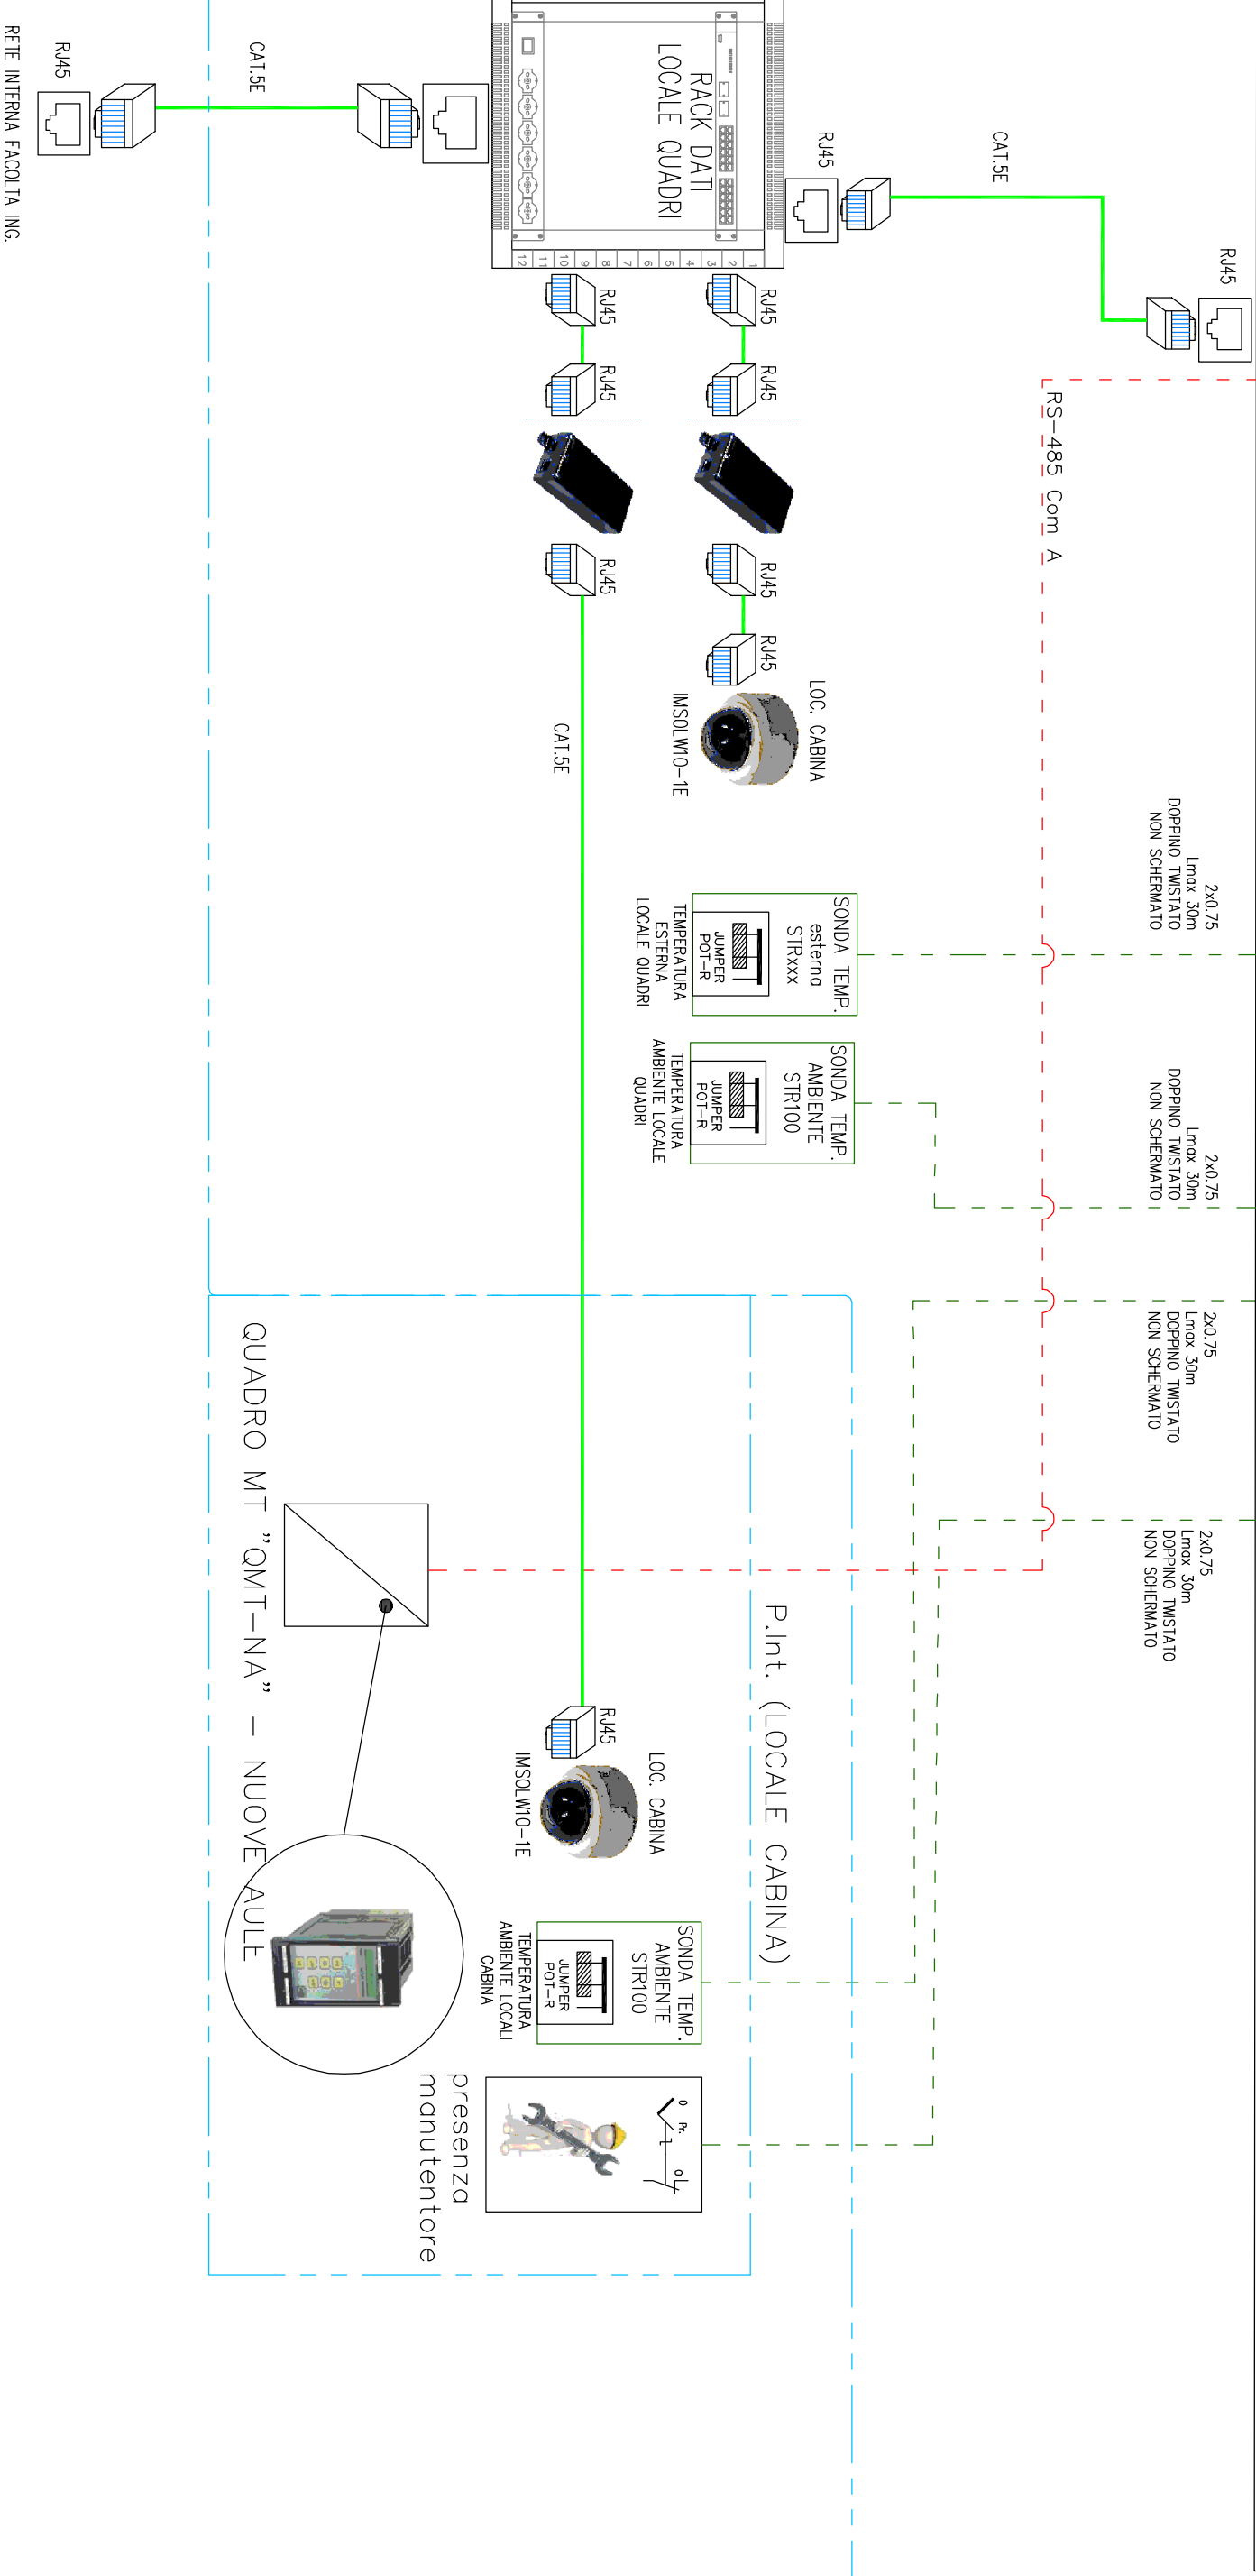 RJ45
CAT.5E
RJ45
RS-485 Com A
2x0.75
Lmax 30m
DOPPINO TWISTATO
NON SCHERMATO
2x0.75
Lmax 30m
DOPPINO TWISTATO
NON SCHERMATO
2x0.75
Lmax 30m
DOPPINO TWISTATO
NON SCHERMATO
2x0.75
Lmax 30m
DOPPINO TWISTATO
NON SCHERMATO
RACK DATI
LOCALE QUADRI
1
2
3
4
5
6
7
8
9
10
11
12
RJ45
RJ45
RJ45
RJ45
LOC. CABINA
IMSOLW10-1E
SONDA TEMP.
esterna
STRxxx
JUMPER
POT-R
TEMPERATURA
ESTERNA
LOCALE QUADRI
SONDA TEMP.
AMBIENTE
STR100
JUMPER
POT-R
TEMPERATURA
AMBIENTE LOCALE
QUADRI
P.Int. (LOCALE CABINA)
RJ45
RJ45
RJ45
CAT.5E
RJ45
LOC. CABINA
IMSOLW10-1E
SONDA TEMP.
AMBIENTE
STR100
JUMPER
POT-R
TEMPERATURA
AMBIENTE LOCALI
CABINA
0 Pr.
0 L
presenza
manutentore
QUADRO MT "QMT-NA" - NUOVE AULE
CAT.5E
RJ45
RETE INTERNA FACOLTA ING.